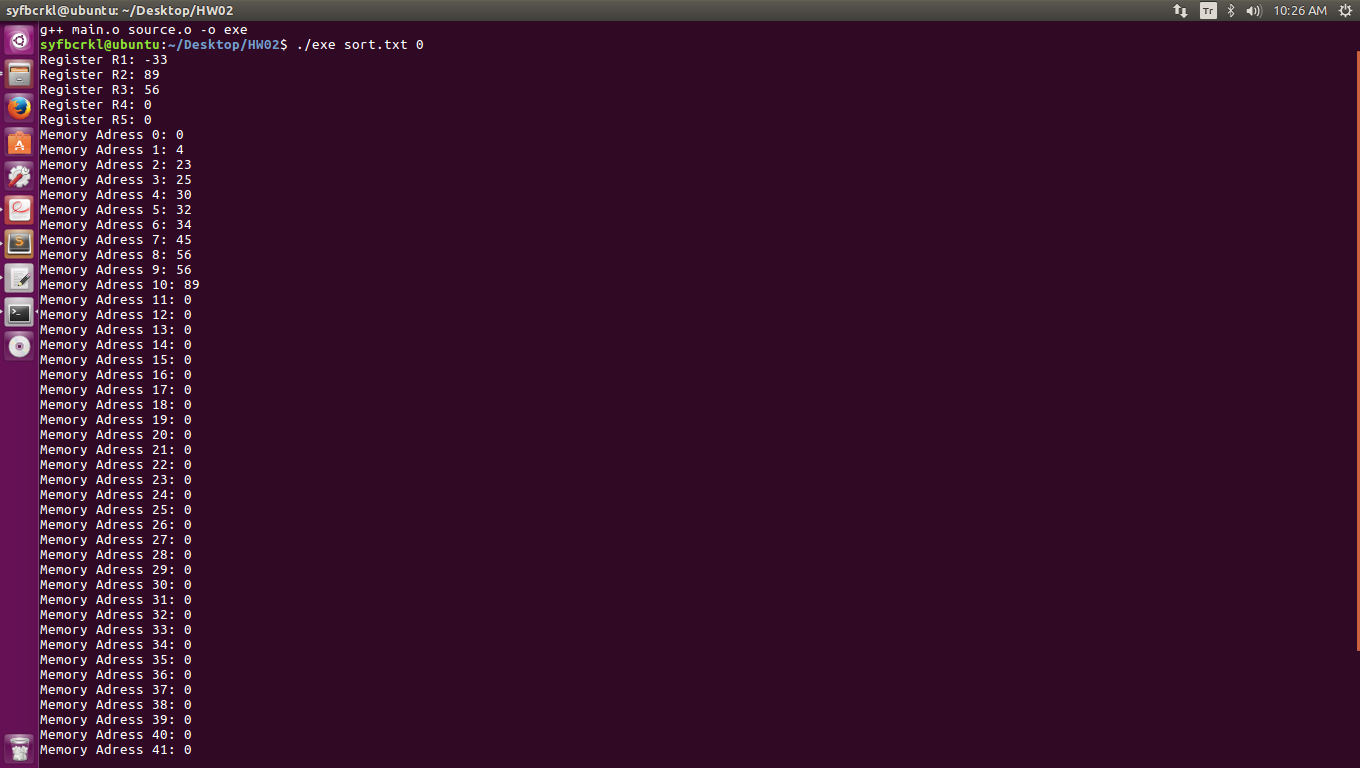 syfbcrkl@ubuntu: ~/Desktop/HW02
Tr
10:26 AM
g++ main.o source.o -o exe
syfbcrkl@ubuntu:~/Desktop/HW02$ ./exe sort.txt 0
Register R1: -33
Register R2: 89
Register R3: 56
Register R4: 0
Register R5: 0
Memory Adress 0: 0
Memory Adress 1: 4
Memory Adress 2: 23
Memory Adress 3: 25
Memory Adress 4: 30
Memory Adress 5: 32
Memory Adress 6: 34
Memory Adress 7: 45
Memory Adress 8: 56
Memory Adress 9: 56
Memory Adress 10: 89
Memory Adress 11: 0
Memory Adress 12: 0
Memory Adress 13: 0
Memory Adress 14: 0
Memory Adress 15: 0
Memory Adress 16: 0
Memory Adress 17: 0
Memory Adress 18: 0
Memory Adress 19: 0
Memory Adress 20: 0
Memory Adress 21: 0
Memory Adress 22: 0
Memory Adress 23: 0
Memory Adress 24: 0
Memory Adress 25: 0
Memory Adress 26: 0
Memory Adress 27: 0
Memory Adress 28: 0
Memory Adress 29: 0
Memory Adress 30: 0
Memory Adress 31: 0
Memory Adress 32: 0
Memory Adress 33: 0
Memory Adress 34: 0
Memory Adress 35: 0
Memory Adress 36: 0
Memory Adress 37: 0
Memory Adress 38: 0
Memory Adress 39: 0
Memory Adress 40: 0
Memory Adress 41: 0